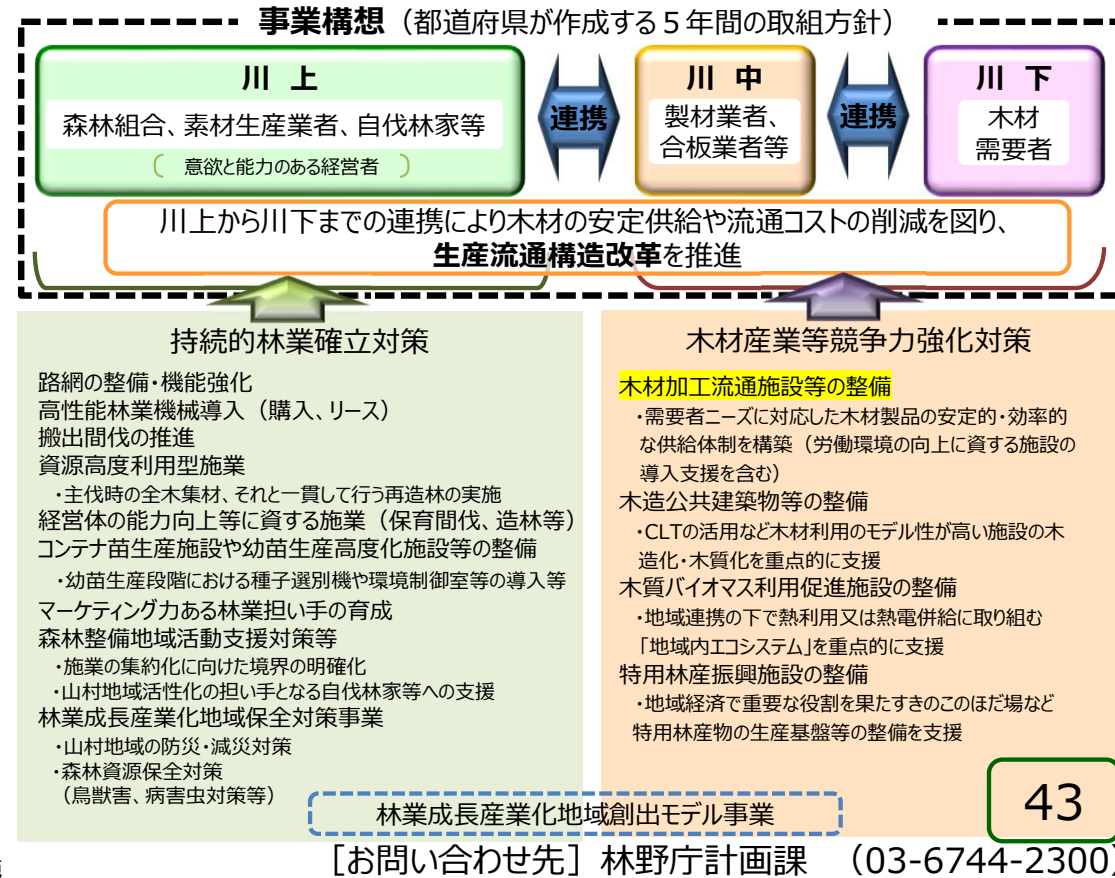 事業構想（都道府県が作成する５年間の取組方針）
川 上
森林組合、素材生産業者、自伐林家等
（ 意欲と能力のある経営者 ）
連携
川 中
製材業者、
合板業者等
連携
川 下
木材
需要者
川上から川下までの連携により木材の安定供給や流通コストの削減を図り、
生産流通構造改革を推進
持続的林業確立対策
路網の整備・機能強化
高性能林業機械導入（購入、リース）
搬出間伐の推進
資源高度利用型施業
・主伐時の全木集材、それと一貫して行う再造林の実施
経営体の能力向上等に資する施業（保育間伐、造林等）
コンテナ苗生産施設や幼苗生産高度化施設等の整備
・幼苗生産段階における種子選別機や環境制御室等の導入等
マーケティング力ある林業担い手の育成
森林整備地域活動支援対策等
・施業の集約化に向けた境界の明確化
・山村地域活性化の担い手となる自伐林家等への支援
林業成長産業化地域保全対策事業
・山村地域の防災・減災対策
・森林資源保全対策
（鳥獣害、病害虫対策等）
木材産業等競争力強化対策
木材加工流通施設等の整備
・需要者ニーズに対応した木材製品の安定的・効率的
な供給体制を構築（労働環境の向上に資する施設の
導入支援を含む）
木造公共建築物等の整備
・CLTの活用など木材利用のモデル性が高い施設の木
造化・木質化を重点的に支援
木質バイオマス利用促進施設の整備
・地域連携の下で熱利用又は熱電併給に取り組む
「地域内エコシステム」を重点的に支援
特用林産振興施設の整備
・地域経済で重要な役割を果たすきのこのほだ場など
特用林産物の生産基盤等の整備を支援
43
林業成長産業化地域創出モデル事業
［お問い合わせ先］林野庁計画課 （03-6744-2300）